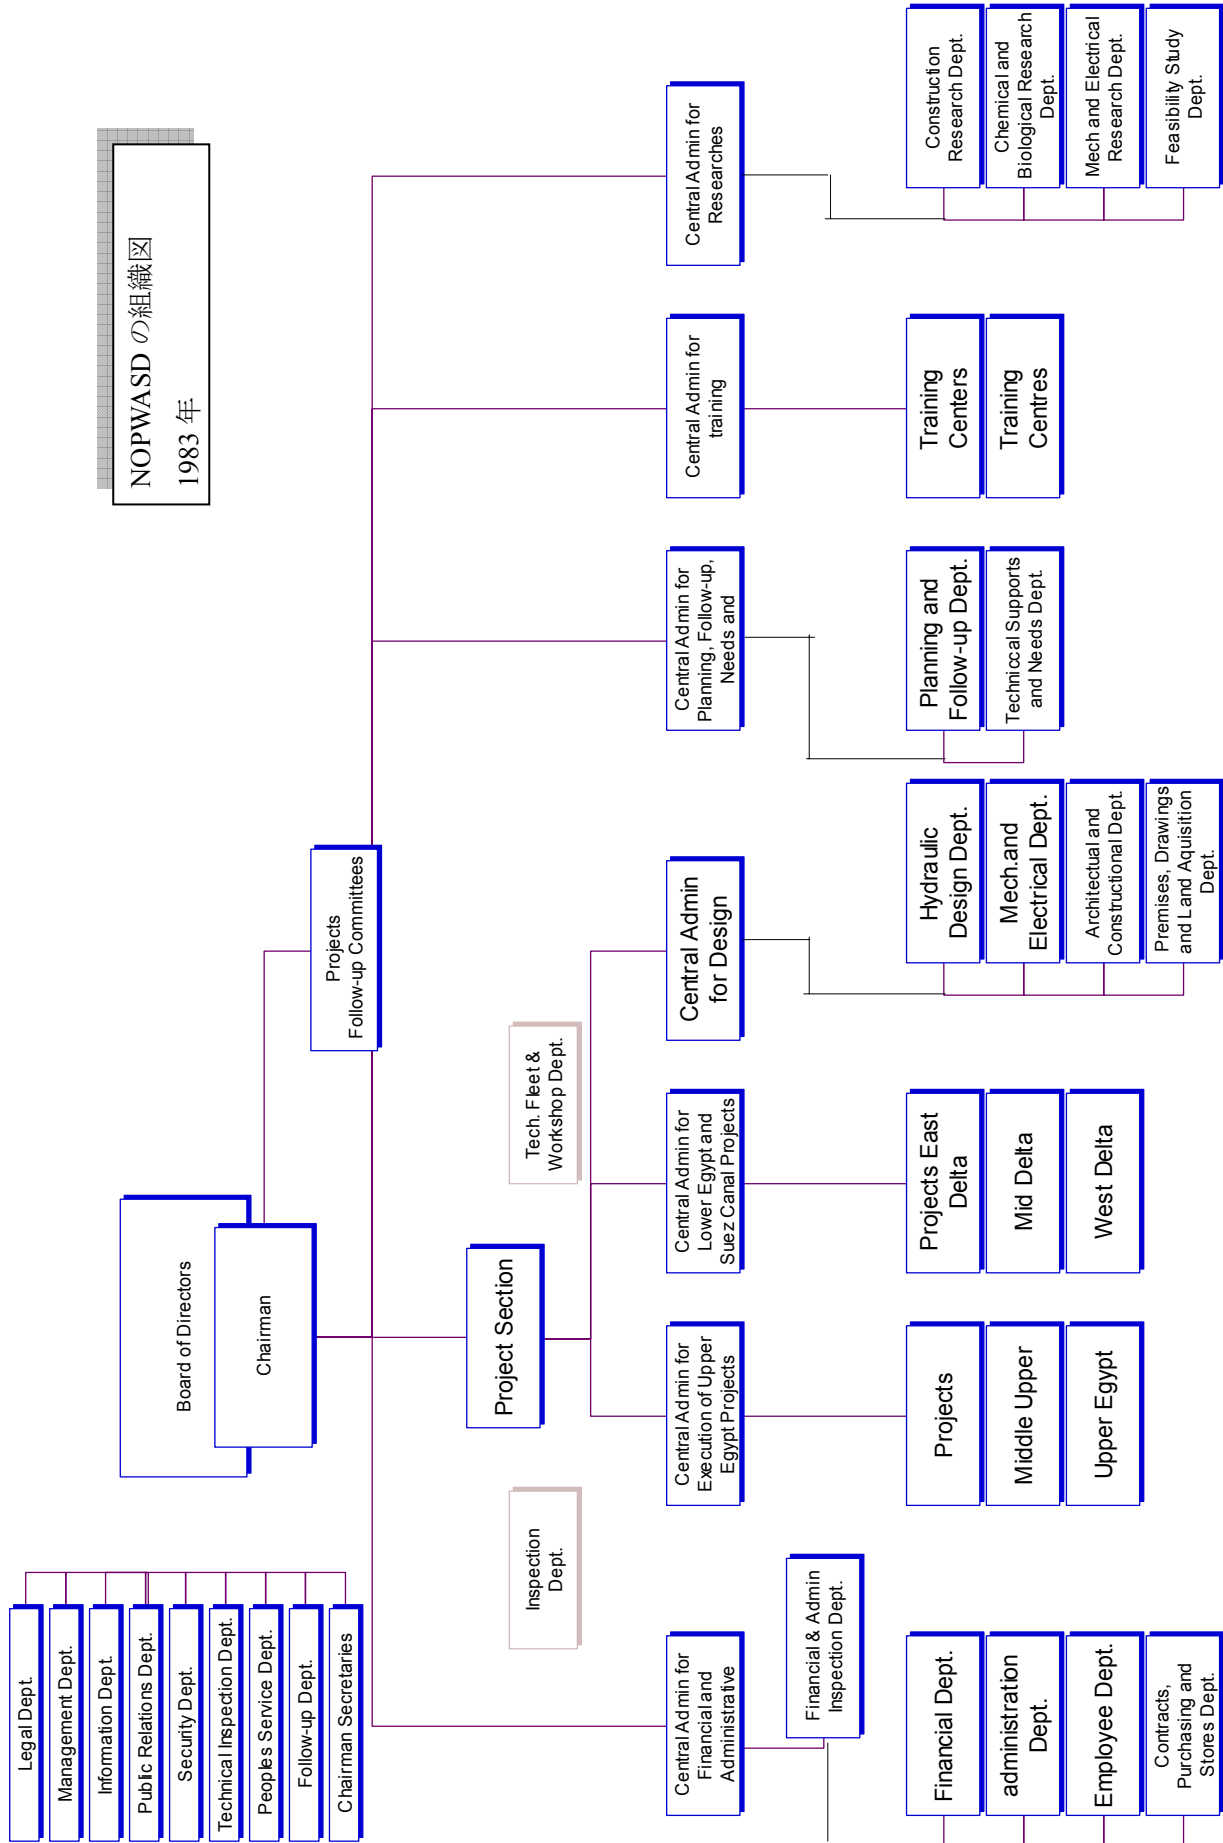 NOPWASD の組織図
1983 年
Legal Dept.
Management Dept.
Information Dept.
Public Relations Dept.
Security Dept.
Technical Inspection Dept.
Peoples Service Dept.
Follow-up Dept.
Chairman Secretaries
Board of Directors
Chairman
Projects
Follow-up Committees
Project Section
Inspection
Dept.
Tech. Fleet &
Workshop Dept.
Central Admin for
Financial and
Administrative
Central Admin for
Execution of Upper
Egypt Projects
Central Admin for
Lower Egypt and
Suez Canal Projects
Central Admin
for Design
Central Admin for
Planning, Follow-up,
Needs and
Central Admin for
training
Central Admin for
Researches
Financial & Admin
Inspection Dept.
Financial Dept.
administration
Dept.
Employee Dept.
Contracts,
Purchasing and
Stores Dept.
Projects
Middle Upper
Upper Egypt
Projects East
Delta
Mid Delta
West Delta
Hydraulic
Design Dept.
Mech.and
Electrical Dept.
Architectual and
Constructional Dept.
Premises, Drawings
and Land Aquisition
Dept.
Planning and
Follow-up Dept.
Techniccal Supports
and Needs Dept.
Training
Centers
Training
Centres
Construction
Research Dept.
Chemical and
Biological Research
Dept.
Mech and Electrical
Research Dept.
Feasibility Study
Dept.